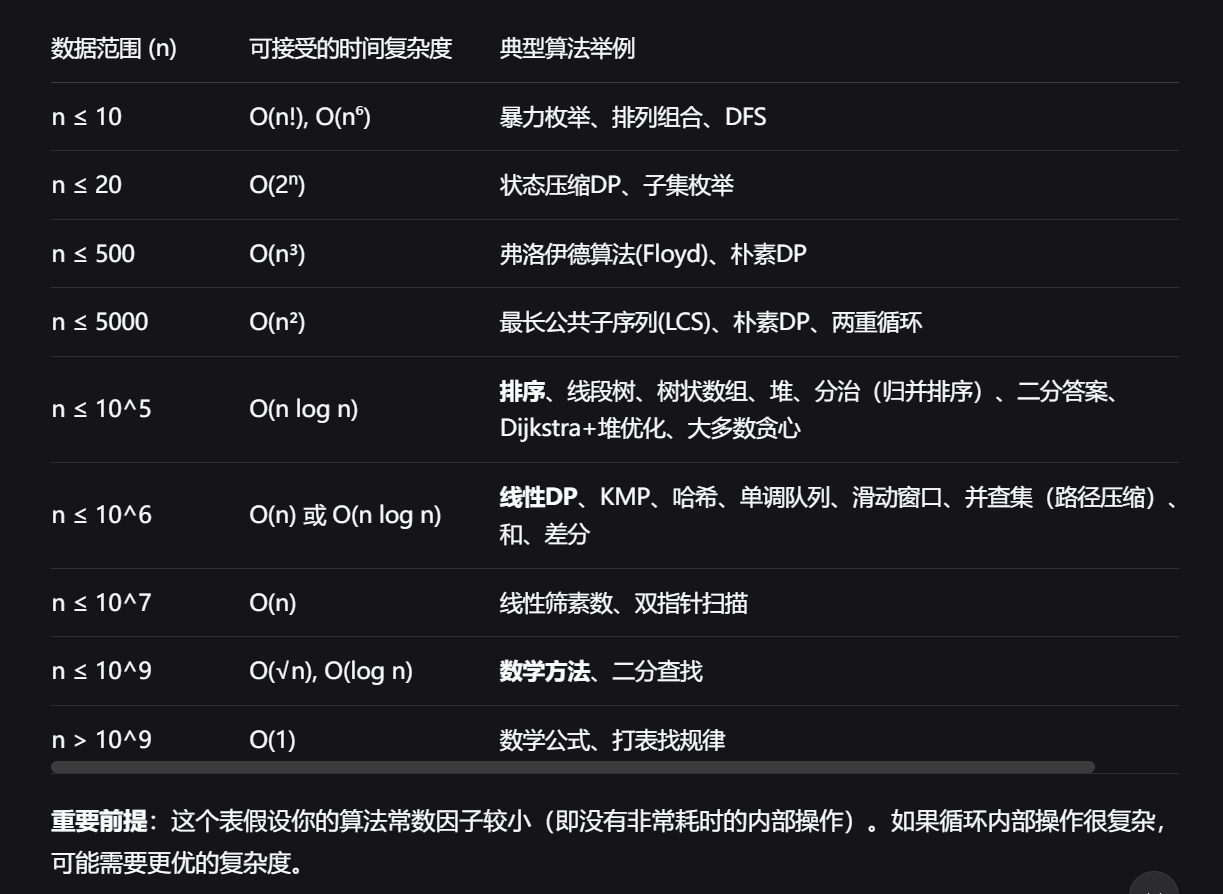 数据范围 (n) 可接受的时间复杂度 典型算法举例
n ≤ 10 O(n!), O(n⁶) 暴力枚举、排列组合、DFS
n ≤ 20 O(2ⁿ) 状态压缩DP、子集枚举
n ≤ 500 O(n³) 弗洛伊德算法(Floyd)、朴素DP
n ≤ 5000 O(n²) 最长公共子序列(LCS)、朴素DP、两重循环
n ≤ 10^5 O(n log n) 排序、线段树、树状数组、堆、分治（归并排序）、二分答案、
Dijkstra+堆优化、大多数贪心
n ≤ 10^6 O(n) 或 O(n log n) 线性DP、KMP、哈希、单调队列、滑动窗口、并查集（路径压缩）、
和、差分
n ≤ 10^7 O(n) 线性筛素数、双指针扫描
n ≤ 10^9 O(√n), O(log n) 数学方法、二分查找
n > 10^9 O(1) 数学公式、打表找规律
重要前提：这个表假设你的算法常数因子较小（即没有非常耗时的内部操作）。如果循环内部操作很复杂，
可能需要更优的复杂度。